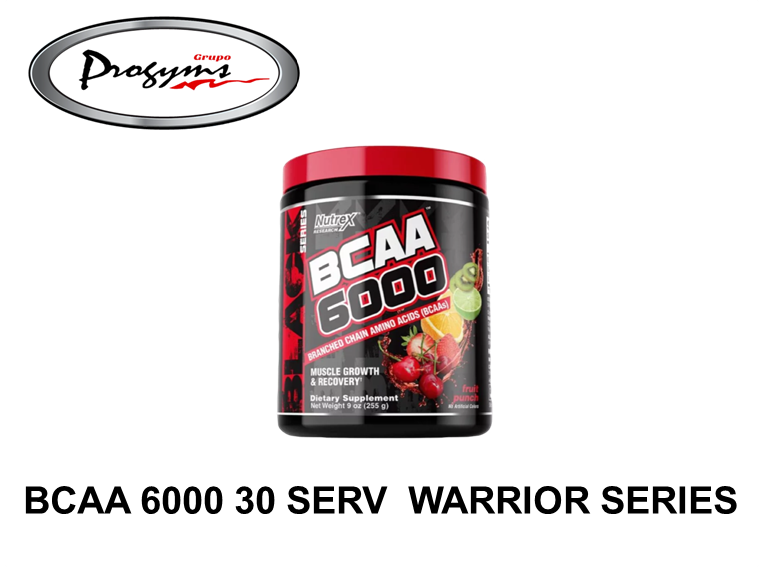 Grupo
Progyms
BLACK SERIES
Nutrex
RESEARCH
BCAA
6000
BRANCHED CHAIN AMINO ACIDS (BCAAs)
MUSCLE GROWTH
& RECOVERY
Dietary Supplement
Net Weight 9 oz (255 g)
fruit
punch
BCAA 6000 30 SERV  WARRIOR SERIES